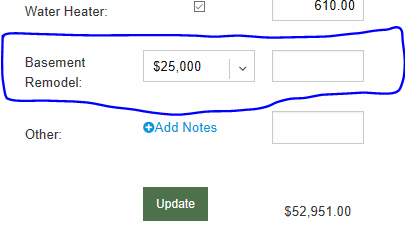 Water Heater: 610.00
Basement $25,000
Remodel:
Other: Add Notes
Update $52,951.00